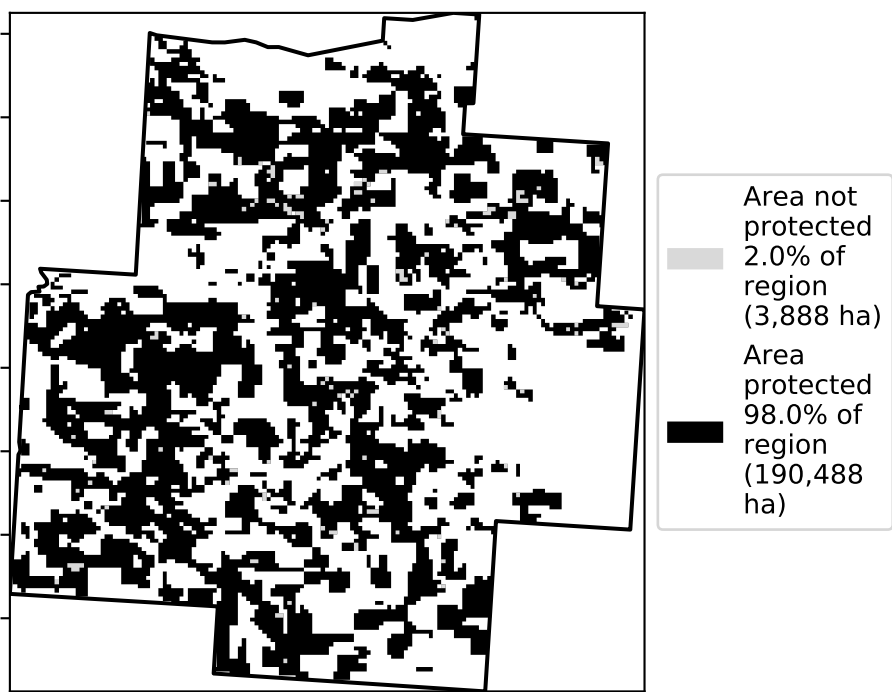 Area not
protected
2.0% of
region
(3,888 ha)
Area
protected
98.0% of
region
(190,488
ha)